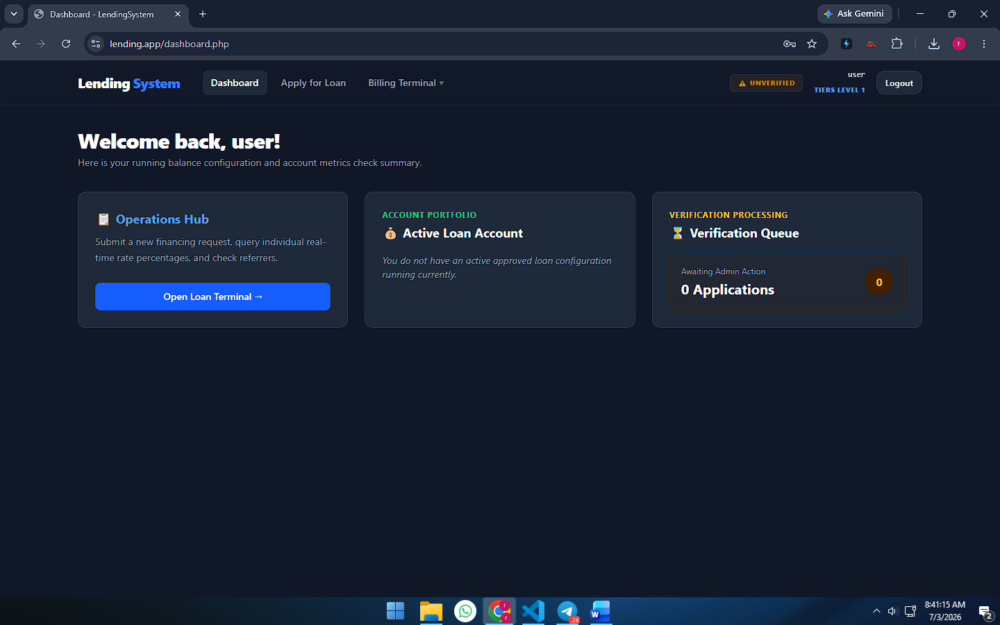 Dashboard - LendingSystem
Ask Gemini
lending.app/dashboard.php
r
Lending System
Dashboard
Apply for Loan
Billing Terminal ▾
⚠ UNVERIFIED
user
TIERS LEVEL 1
Logout
Welcome back, user!
Here is your running balance configuration and account metrics check summary.
📋 Operations Hub
Submit a new financing request, query individual real-
time rate percentages, and check referrers.
Open Loan Terminal →
ACCOUNT PORTFOLIO
💰 Active Loan Account
You do not have an active approved loan configuration
running currently.
VERIFICATION PROCESSING
⏳ Verification Queue
Awaiting Admin Action
0 Applications
0
r
r
26
W
8:41:15 AM
7/3/2026
2